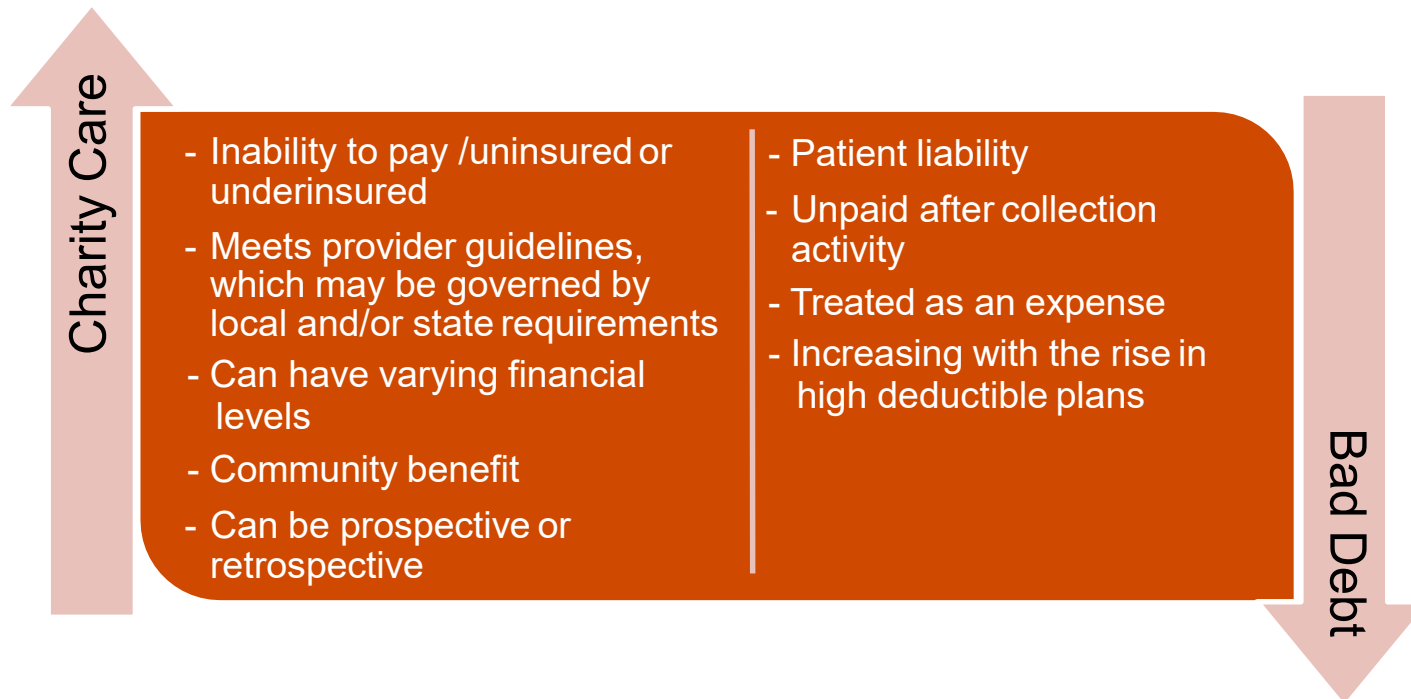 Charity Care
- Inability to pay /uninsured or
underinsured
- Meets provider guidelines,
which may be governed by
local and/or state requirements
- Can have varying financial
levels
- Community benefit
- Can be prospective or
retrospective
- Patient liability
- Unpaid after collection
activity
- Treated as an expense
- Increasing with the rise in
high deductible plans
Bad Debt